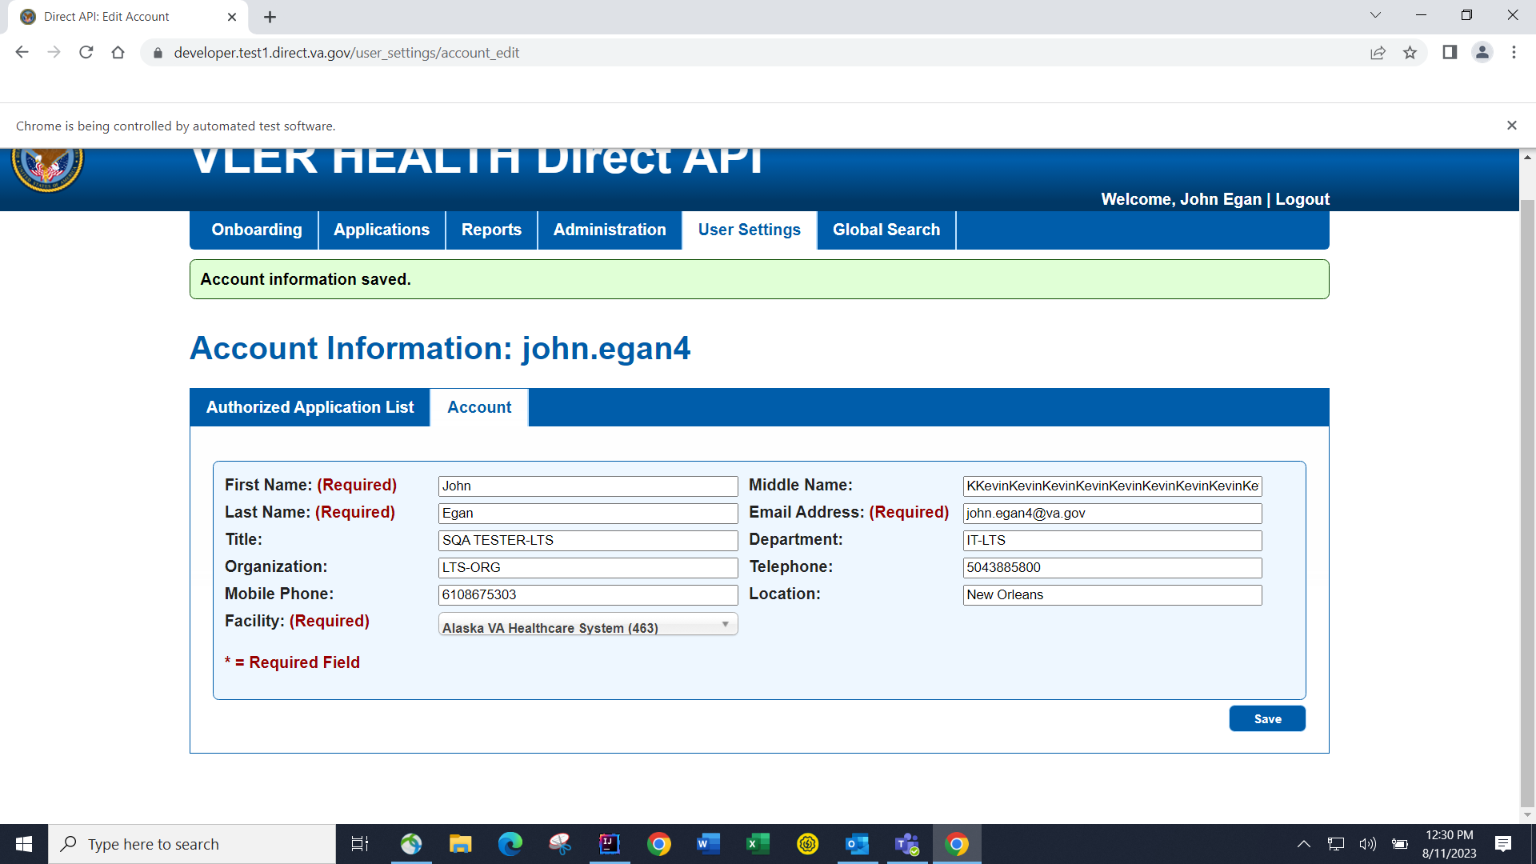 Direct API: Edit Account
developer.test1.direct.va.gov/user_settings/account_edit
Chrome is being controlled by automated test software.
VLER HEALTH Direct API
Welcome, John Egan | Logout
Onboarding Applications Reports Administration User Settings Global Search
Account information saved.
Account Information: john.egan4
Authorized Application List Account
First Name: (Required) John Middle Name: KKevinKevinKevinKevinKevinKevinKevinKevinKe
Last Name: (Required) Egan Email Address: (Required) john.egan4@va.gov
Title: SQA TESTER-LTS Department: IT-LTS
Organization: LTS-ORG Telephone: 5043885800
Mobile Phone: 6108675303 Location: New Orleans
Facility: (Required) Alaska VA Healthcare System (463)
* = Required Field
Save
Type here to search
12:30 PM
8/11/2023